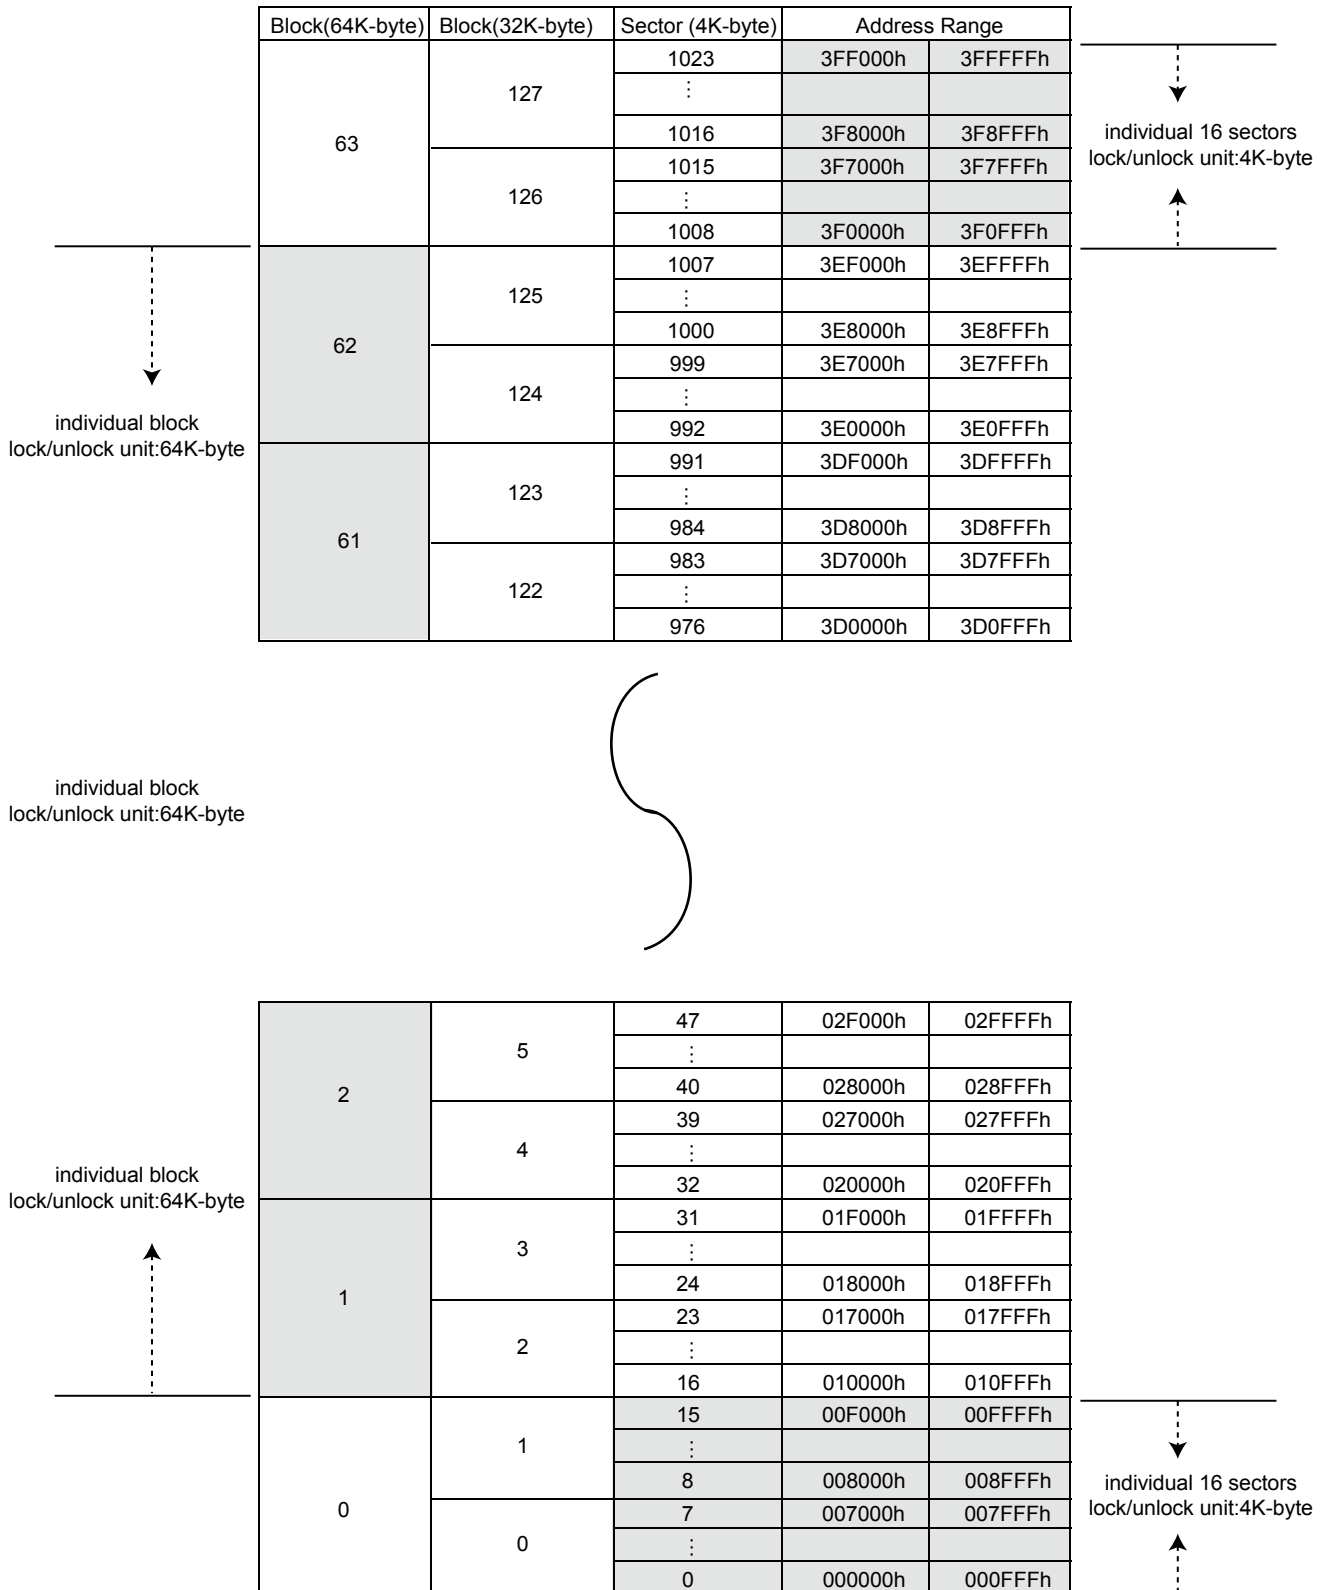 Block(64K-byte) Block(32K-byte) Sector (4K-byte) Address Range
1023 3FF000h 3FFFFFh
127 ⋮
1016 3F8000h 3F8FFFh
63
1015 3F7000h 3F7FFFh
126 ⋮
1008 3F0000h 3F0FFFh
individual 16 sectors
lock/unlock unit:4K-byte
1007 3EF000h 3EFFFFh
125 ⋮
1000 3E8000h 3E8FFFh
62
999 3E7000h 3E7FFFh
124 ⋮
992 3E0000h 3E0FFFh
individual block
lock/unlock unit:64K-byte
991 3DF000h 3DFFFFh
123 ⋮
984 3D8000h 3D8FFFh
61
983 3D7000h 3D7FFFh
122 ⋮
976 3D0000h 3D0FFFh
individual block
lock/unlock unit:64K-byte
47 02F000h 02FFFFh
5 ⋮
40 028000h 028FFFh
2
39 027000h 027FFFh
4 ⋮
32 020000h 020FFFh
individual block
lock/unlock unit:64K-byte
31 01F000h 01FFFFh
3 ⋮
24 018000h 018FFFh
1
23 017000h 017FFFh
2 ⋮
16 010000h 010FFFh
15 00F000h 00FFFFh
1 ⋮
8 008000h 008FFFh
0
7 007000h 007FFFh
0 ⋮
0 000000h 000FFFh
individual 16 sectors
lock/unlock unit:4K-byte